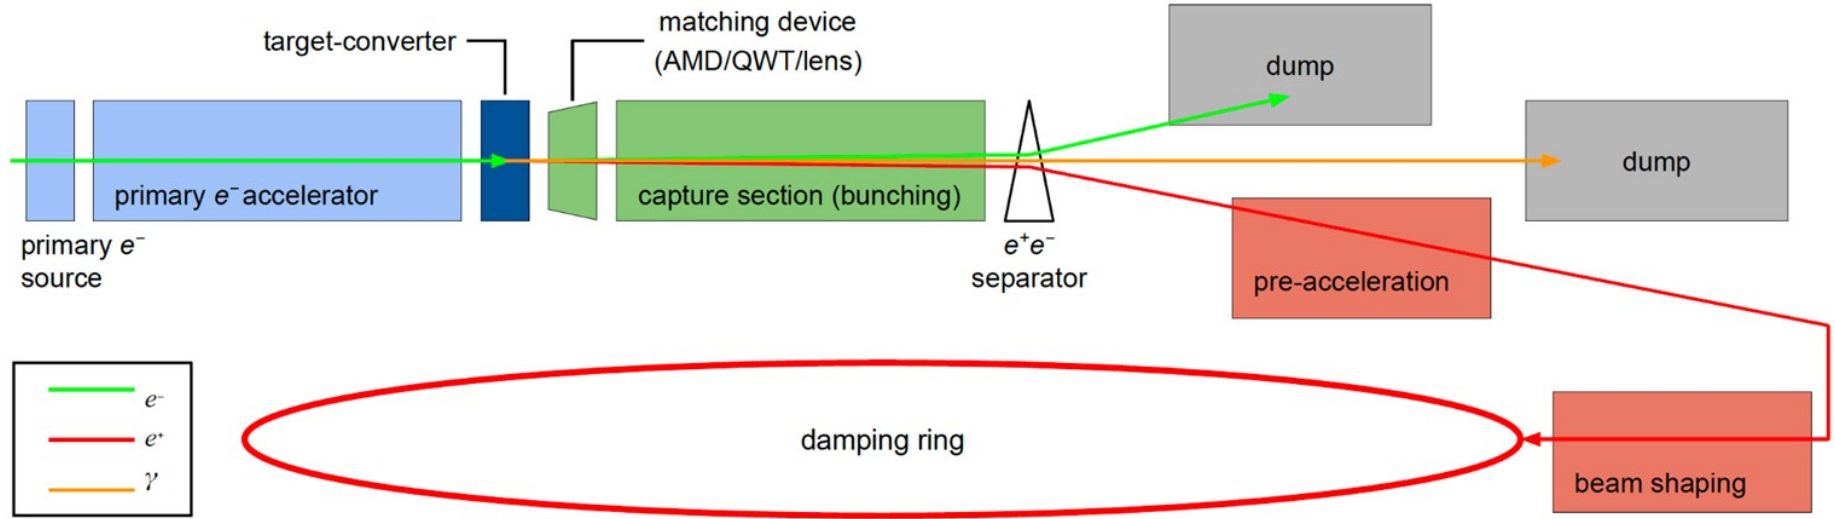 target-converter
matching device
(AMD/QWT/lens)
dump
dump
primary e⁻ accelerator
capture section (bunching)
primary e⁻
source
e⁺e⁻
separator
pre-acceleration
e⁻
e⁺
γ
damping ring
beam shaping